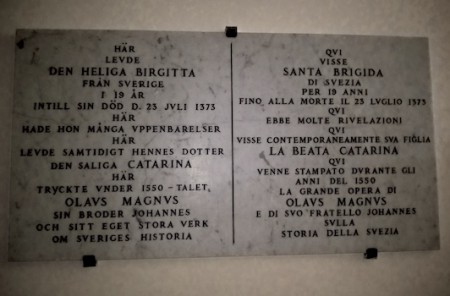 HÄR
LEVDE
DEN HELIGA BIRGITTA
FRÅN SVERIGE
I 19 ÅR
INTILL SIN DÖD D. 23 JVLI 1373
HÄR
HADE HON MÅNGA VPPENBARELSER
HÄR
LEVDE SAMTIDIGT HENNES DOTTER
DEN SALIGA CATARINA
HÄR
TRYCKTE VNDER 1550-TALET,
OLAVS MAGNVS
SIN BRODER JOHANNES
OCH SITT EGET STORA VERK
OM SVERIGES HISTORIA
QVI
VISSE
SANTA BRIGIDA
DI SVEZIA
PER 19 ANNI
FINO ALLA MORTE IL 23 LVGLIO 1373
QVI
EBBE MOLTE RIVELAZIONI
QVI
VISSE CONTEMPORANEAMENTE SVA FIGLIA
LA BEATA CATARINA
QVI
VENNE STAMPATO DVRANTE GLI
ANNI DEL 1550
LA GRANDE OPERA DI
OLAVS MAGNVS
E DI SVO FRATELLO JOHANNES
SVLLA
STORIA DELLA SVEZIA